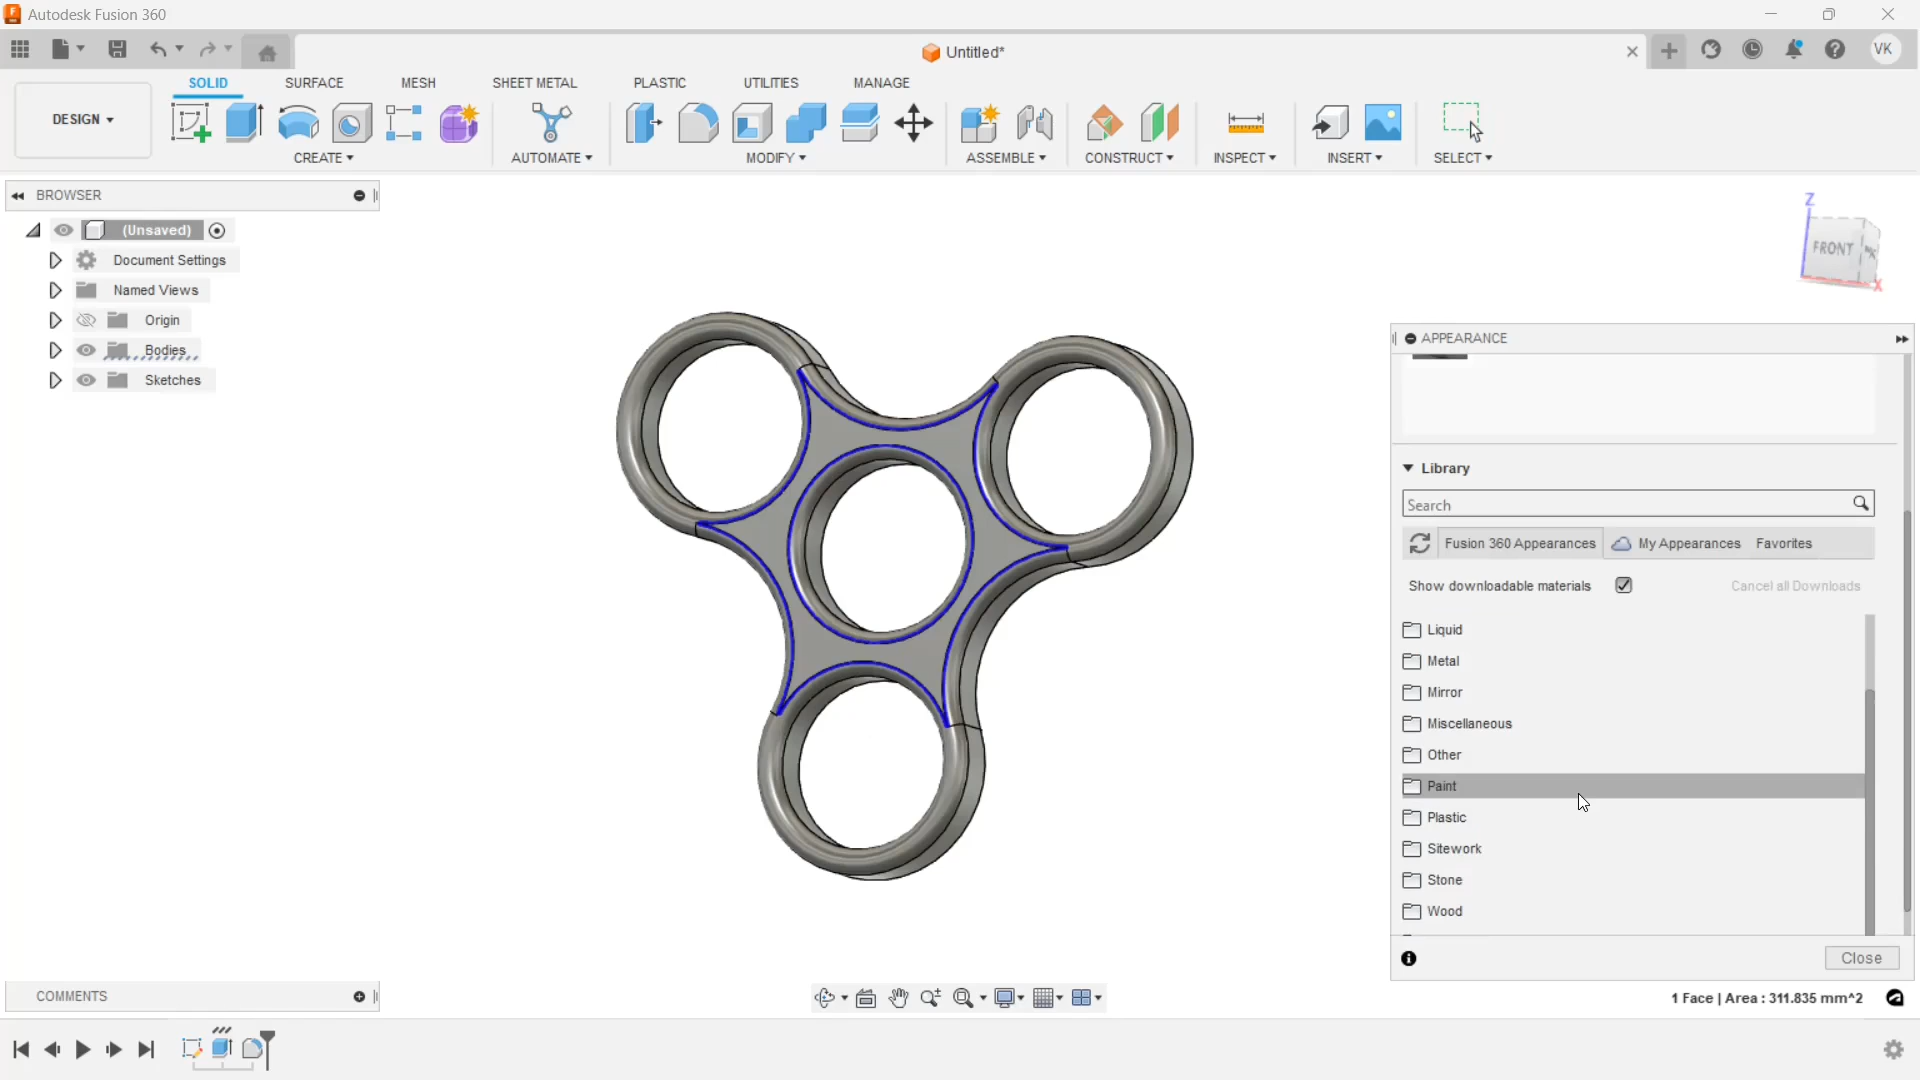 Autodesk Fusion 360
Untitled*
VK
DESIGN
SOLID
SURFACE
MESH
SHEET METAL
PLASTIC
UTILITIES
MANAGE
CREATE
AUTOMATE
MODIFY
ASSEMBLE
CONSTRUCT
INSPECT
INSERT
SELECT
BROWSER
(Unsaved)
Document Settings
Named Views
Origin
Bodies
Sketches
Z
FRONT
X
APPEARANCE
Library
Search
Fusion 360 Appearances My Appearances Favorites
Show downloadable materials Cancel all Downloads
Liquid
Metal
Mirror
Miscellaneous
Other
Paint
Plastic
Sitework
Stone
Wood
Close
COMMENTS
1 Face | Area : 311.835 mm^2